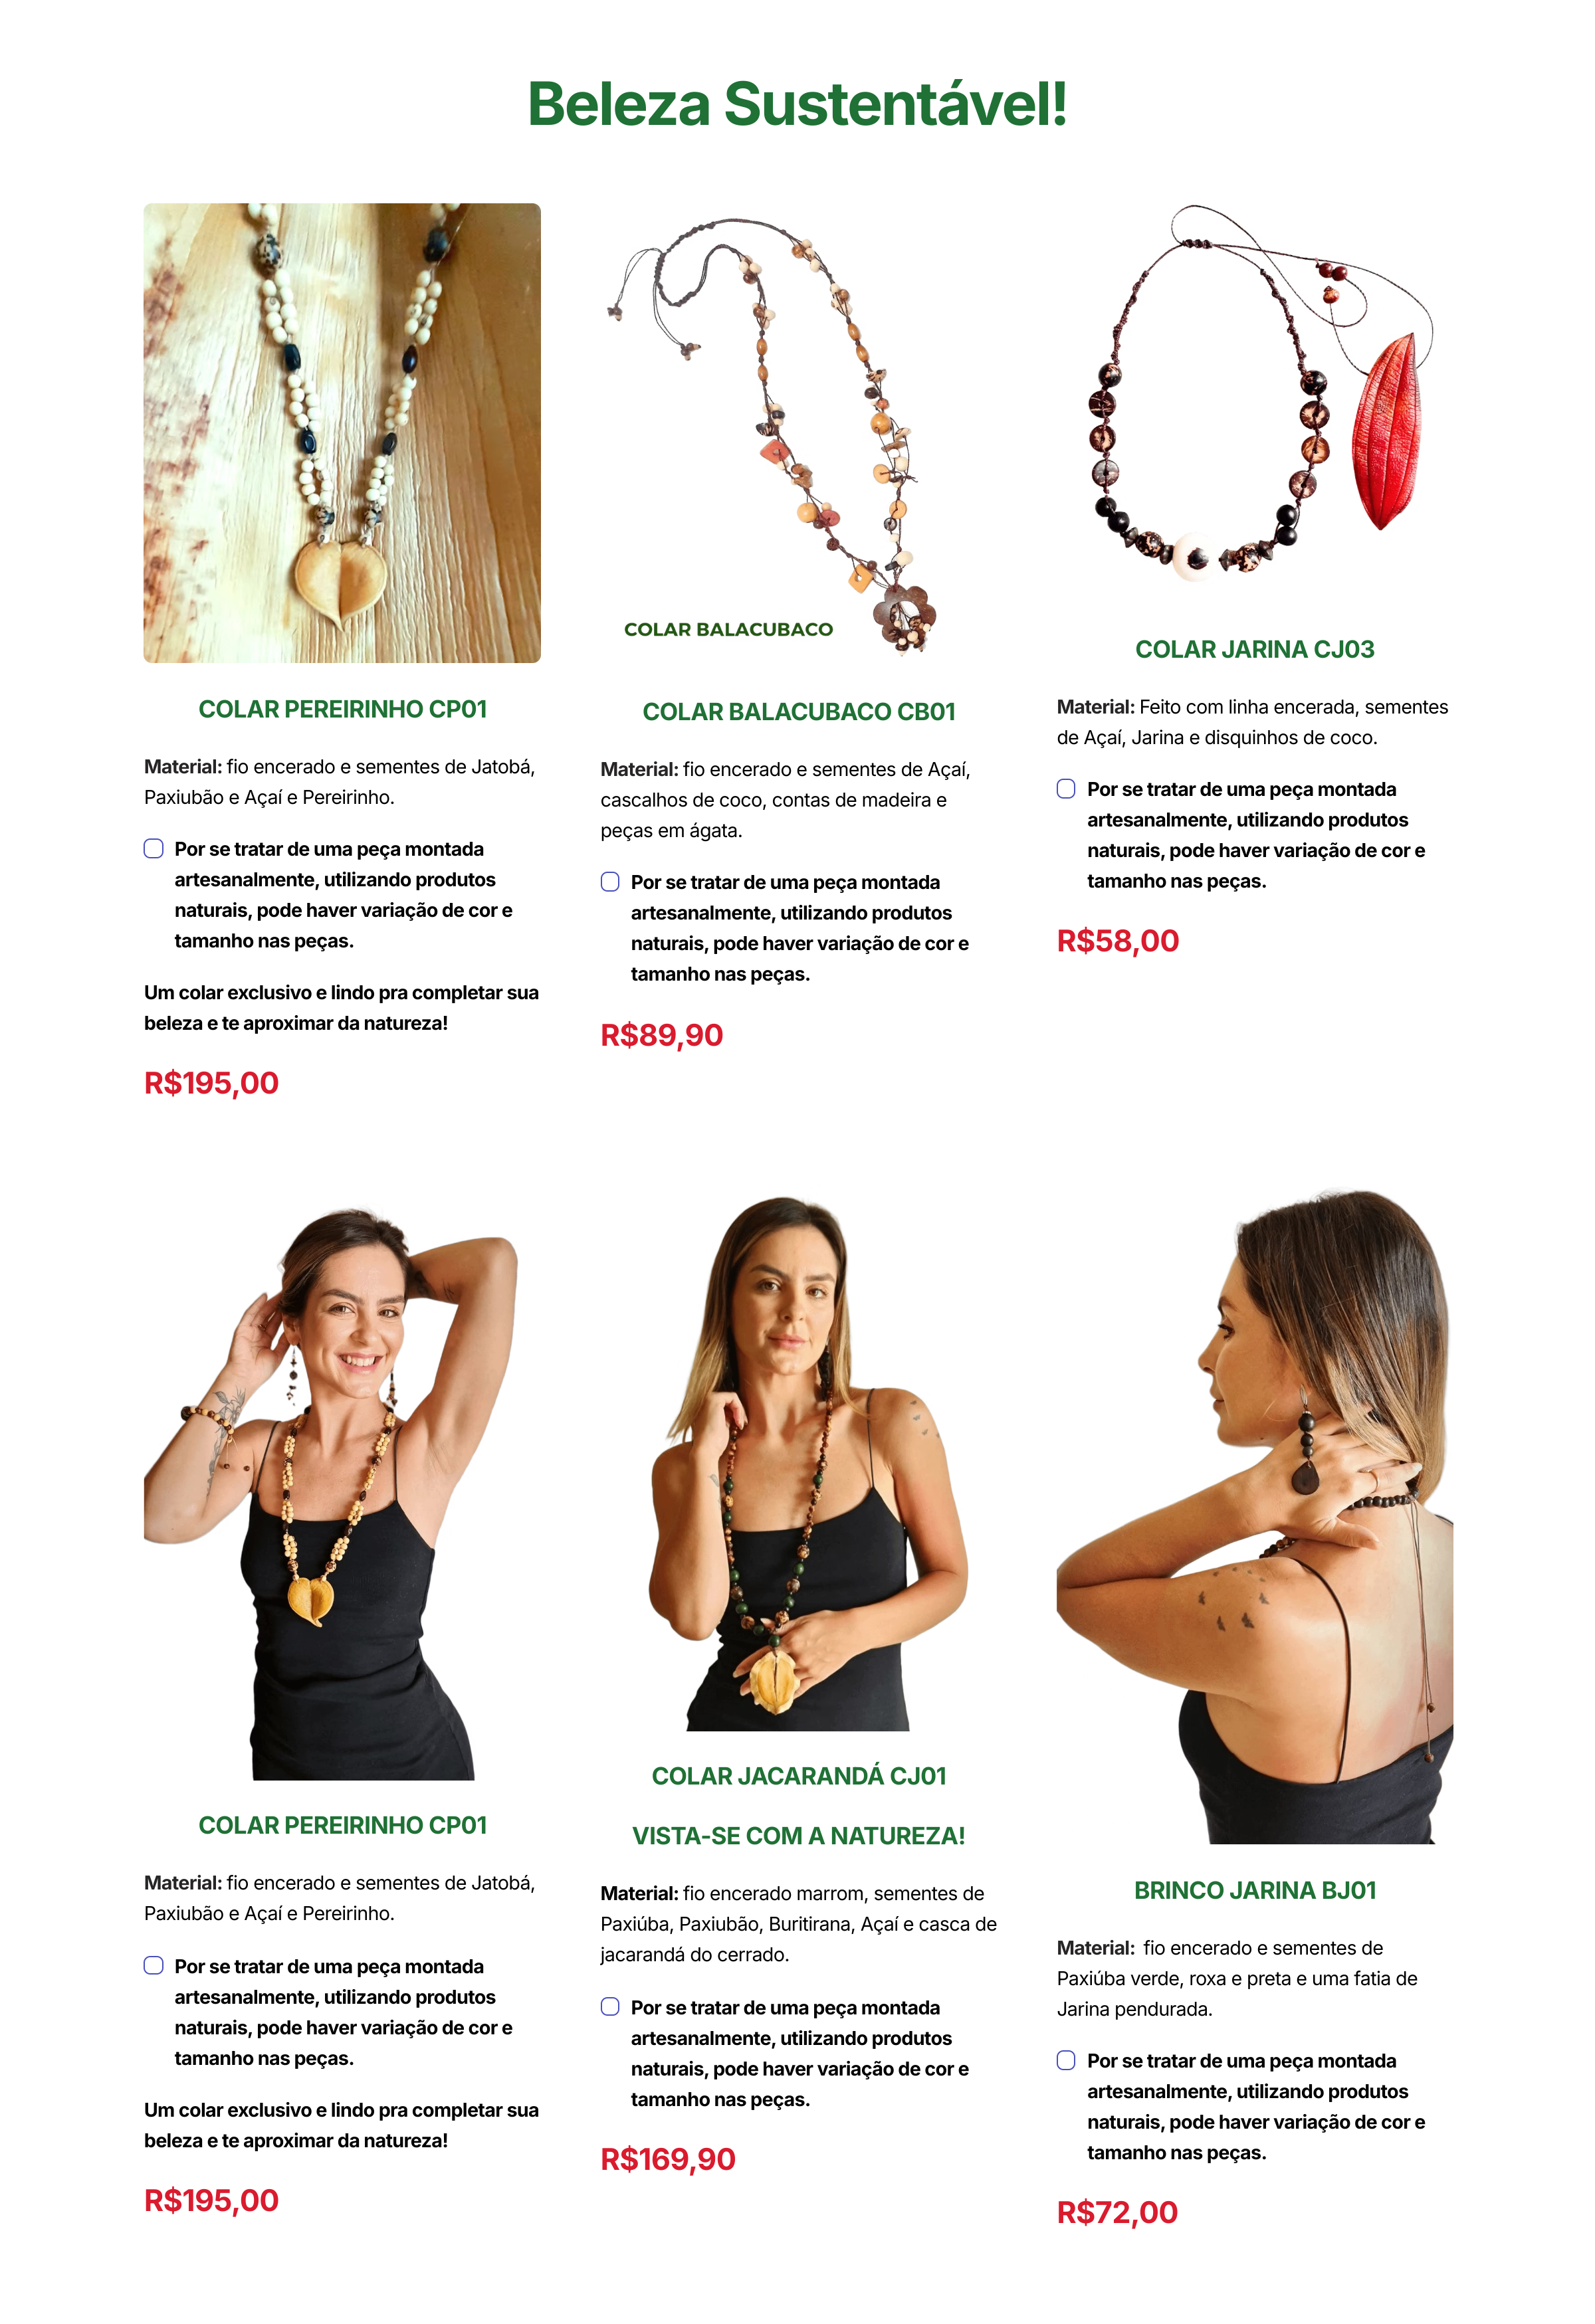 Beleza Sustentável!
COLAR PEREIRINHO CP01
Material: fio encerado e sementes de Jatobá,
Paxiubão e Açaí e Pereirinho.
Por se tratar de uma peça montada
artesanalmente, utilizando produtos
naturais, pode haver variação de cor e
tamanho nas peças.
Um colar exclusivo e lindo pra completar sua
beleza e te aproximar da natureza!
R$195,00
COLAR BALACUBACO
COLAR BALACUBACO CB01
Material: fio encerado e sementes de Açaí,
cascalhos de coco, contas de madeira e
peças em ágata.
Por se tratar de uma peça montada
artesanalmente, utilizando produtos
naturais, pode haver variação de cor e
tamanho nas peças.
R$89,90
COLAR JARINA CJ03
Material: Feito com linha encerada, sementes
de Açaí, Jarina e disquinhos de coco.
Por se tratar de uma peça montada
artesanalmente, utilizando produtos
naturais, pode haver variação de cor e
tamanho nas peças.
R$58,00
COLAR PEREIRINHO CP01
Material: fio encerado e sementes de Jatobá,
Paxiubão e Açaí e Pereirinho.
Por se tratar de uma peça montada
artesanalmente, utilizando produtos
naturais, pode haver variação de cor e
tamanho nas peças.
Um colar exclusivo e lindo pra completar sua
beleza e te aproximar da natureza!
R$195,00
COLAR JACARANDÁ CJ01
VISTA-SE COM A NATUREZA!
Material: fio encerado marrom, sementes de
Paxiúba, Paxiubão, Buritirana, Açaí e casca de
jacarandá do cerrado.
Por se tratar de uma peça montada
artesanalmente, utilizando produtos
naturais, pode haver variação de cor e
tamanho nas peças.
R$169,90
BRINCO JARINA BJ01
Material: fio encerado e sementes de
Paxiúba verde, roxa e preta e uma fatia de
Jarina pendurada.
Por se tratar de uma peça montada
artesanalmente, utilizando produtos
naturais, pode haver variação de cor e
tamanho nas peças.
R$72,00